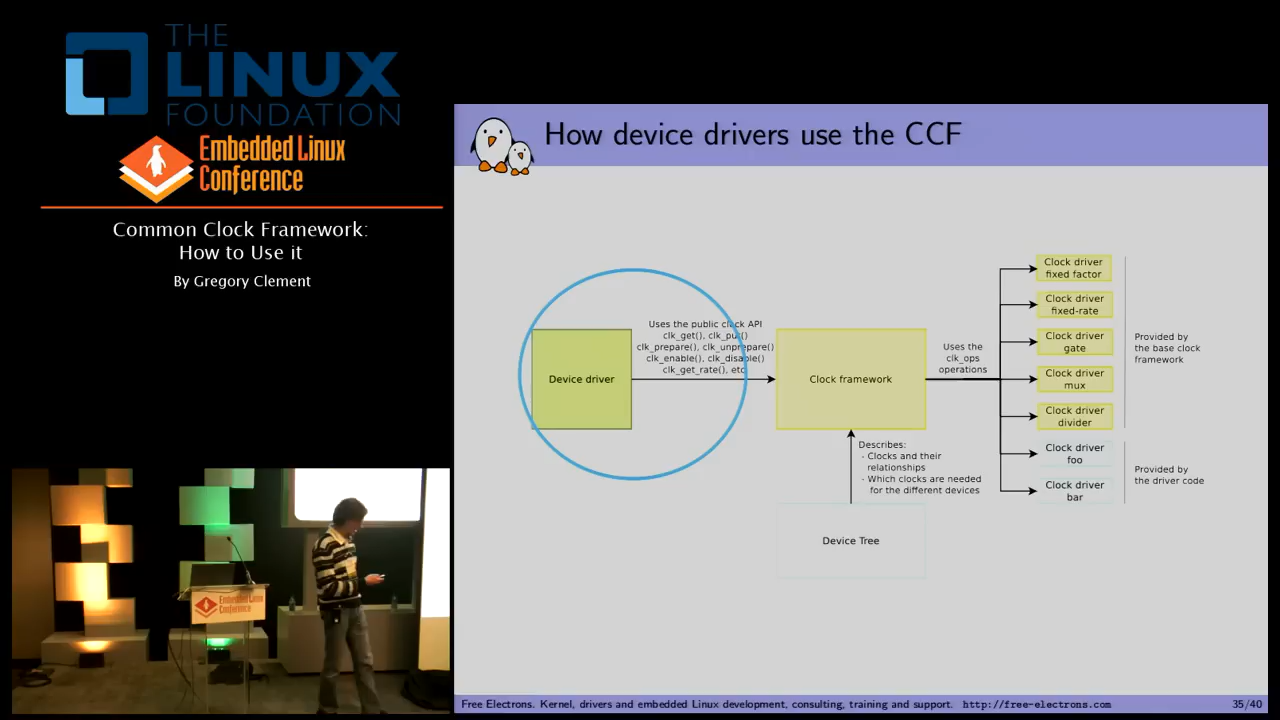 THE
LINUX
FOUNDATION
Embedded Linux
Conference
Common Clock Framework:
How to Use it
By Gregory Clement
How device drivers use the CCF
Device driver
Uses the public clock API
clk_get(), clk_put()
clk_prepare(), clk_unprepare()
clk_enable(), clk_disable()
clk_get_rate(), etc
Clock framework
Uses the
clk_ops
operations
Clock driver
fixed factor
Clock driver
fixed-rate
Clock driver
gate
Clock driver
mux
Clock driver
divider
Clock driver
foo
Clock driver
bar
Provided by
the base clock
framework
Provided by
the driver code
Describes:
- Clocks and their
relationships
- Which clocks are needed
for the different devices
Device Tree
Embedded Linux
Conference
Free Electrons. Kernel, drivers and embedded Linux development, consulting, training and support. http://free-electrons.com 35/40